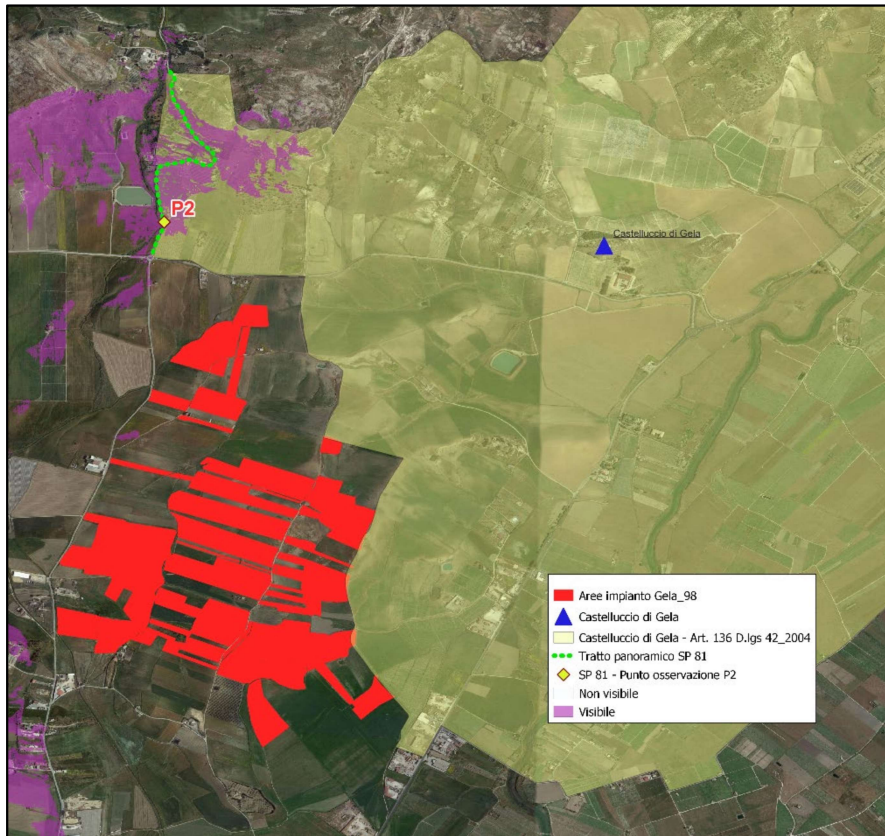 P2
Castelluccio di Gela
Aree impianto Gela_98
Castelluccio di Gela
Castelluccio di Gela - Art. 136 D.lgs 42_2004
Tratto panoramico SP 81
SP 81 - Punto osservazione P2
Non visibile
Visibile